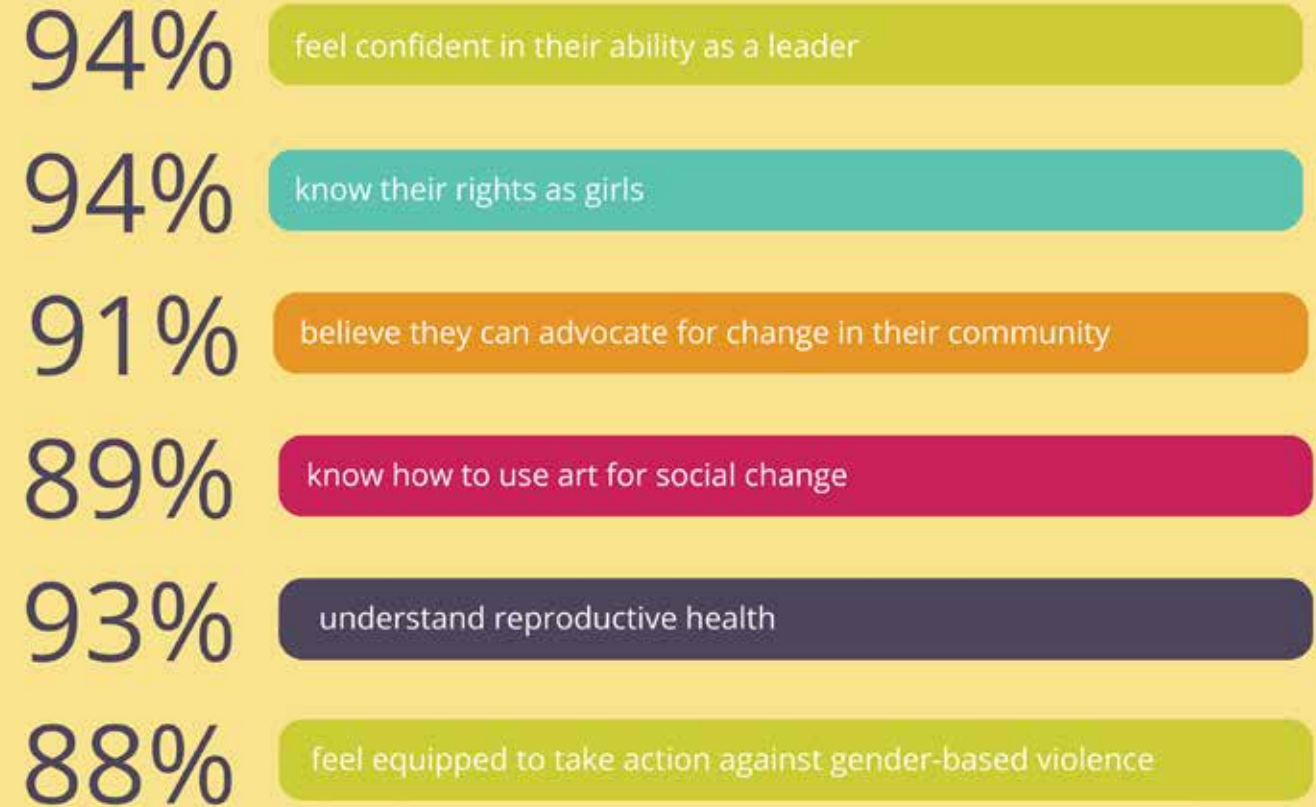 94% feel confident in their ability as a leader
94% know their rights as girls
91% believe they can advocate for change in their community
89% know how to use art for social change
93% understand reproductive health
88% feel equipped to take action against gender-based violence